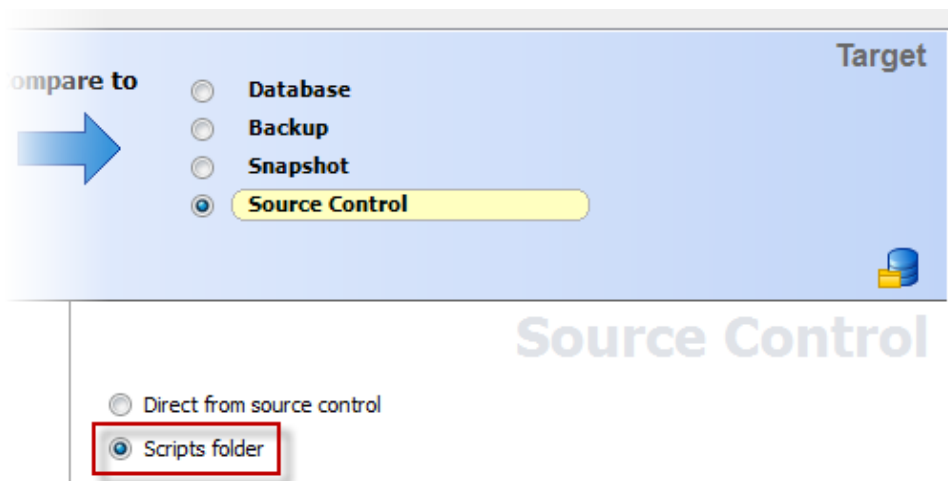 Target
ompare to
Database
Backup
Snapshot
Source Control
Source Control
Direct from source control
Scripts folder